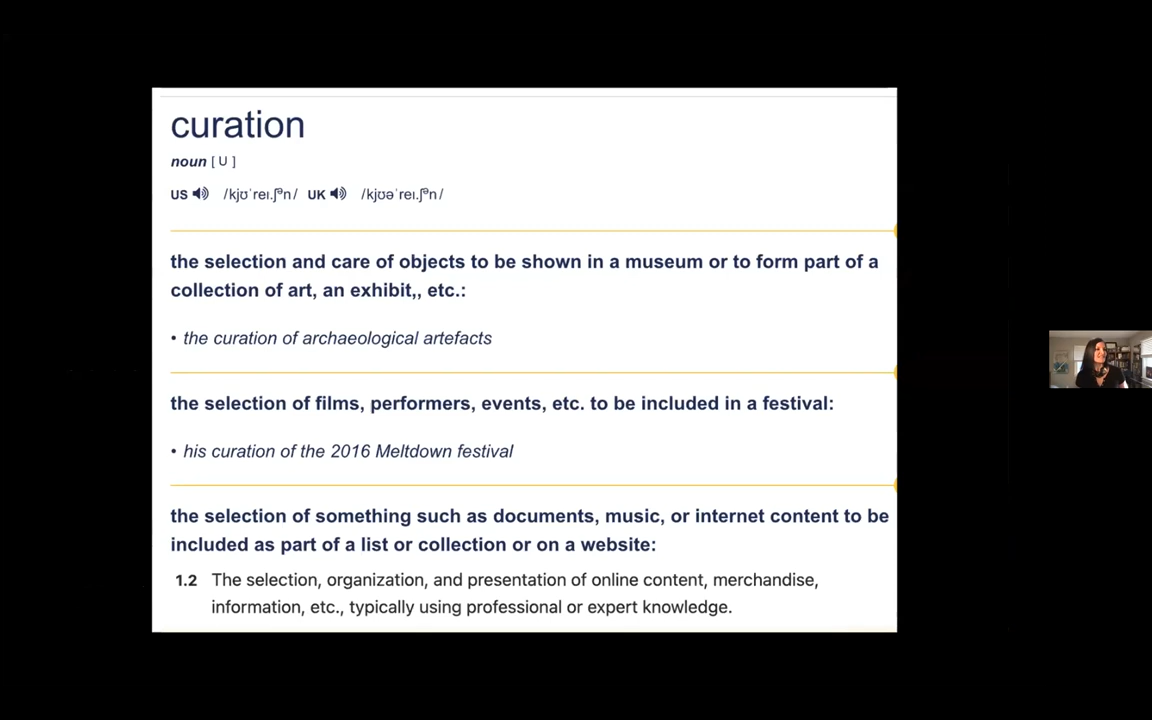 curation
noun [ U ]
US /kjʊˈreɪ.ʃᵊn/ UK /kjʊəˈreɪ.ʃᵊn/
the selection and care of objects to be shown in a museum or to form part of a
collection of art, an exhibit,, etc.:
• the curation of archaeological artefacts
the selection of films, performers, events, etc. to be included in a festival:
• his curation of the 2016 Meltdown festival
the selection of something such as documents, music, or internet content to be
included as part of a list or collection or on a website:
1.2 The selection, organization, and presentation of online content, merchandise,
information, etc., typically using professional or expert knowledge.